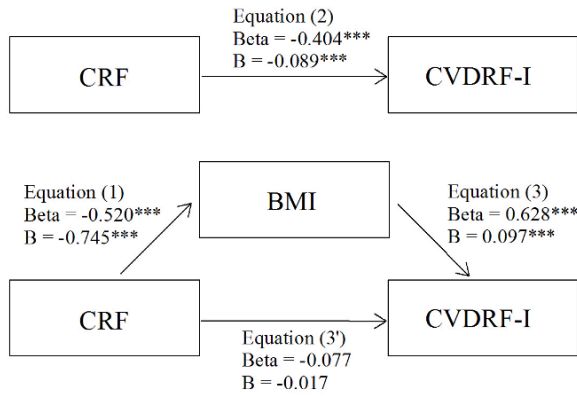 Equation (2)
Beta = -0.404***
B = -0.089***
CRF
CVDRF-I
Equation (1)
Beta = -0.520***
B = -0.745***
BMI
Equation (3)
Beta = 0.628***
B = 0.097***
CRF
CVDRF-I
Equation (3')
Beta = -0.077
B = -0.017